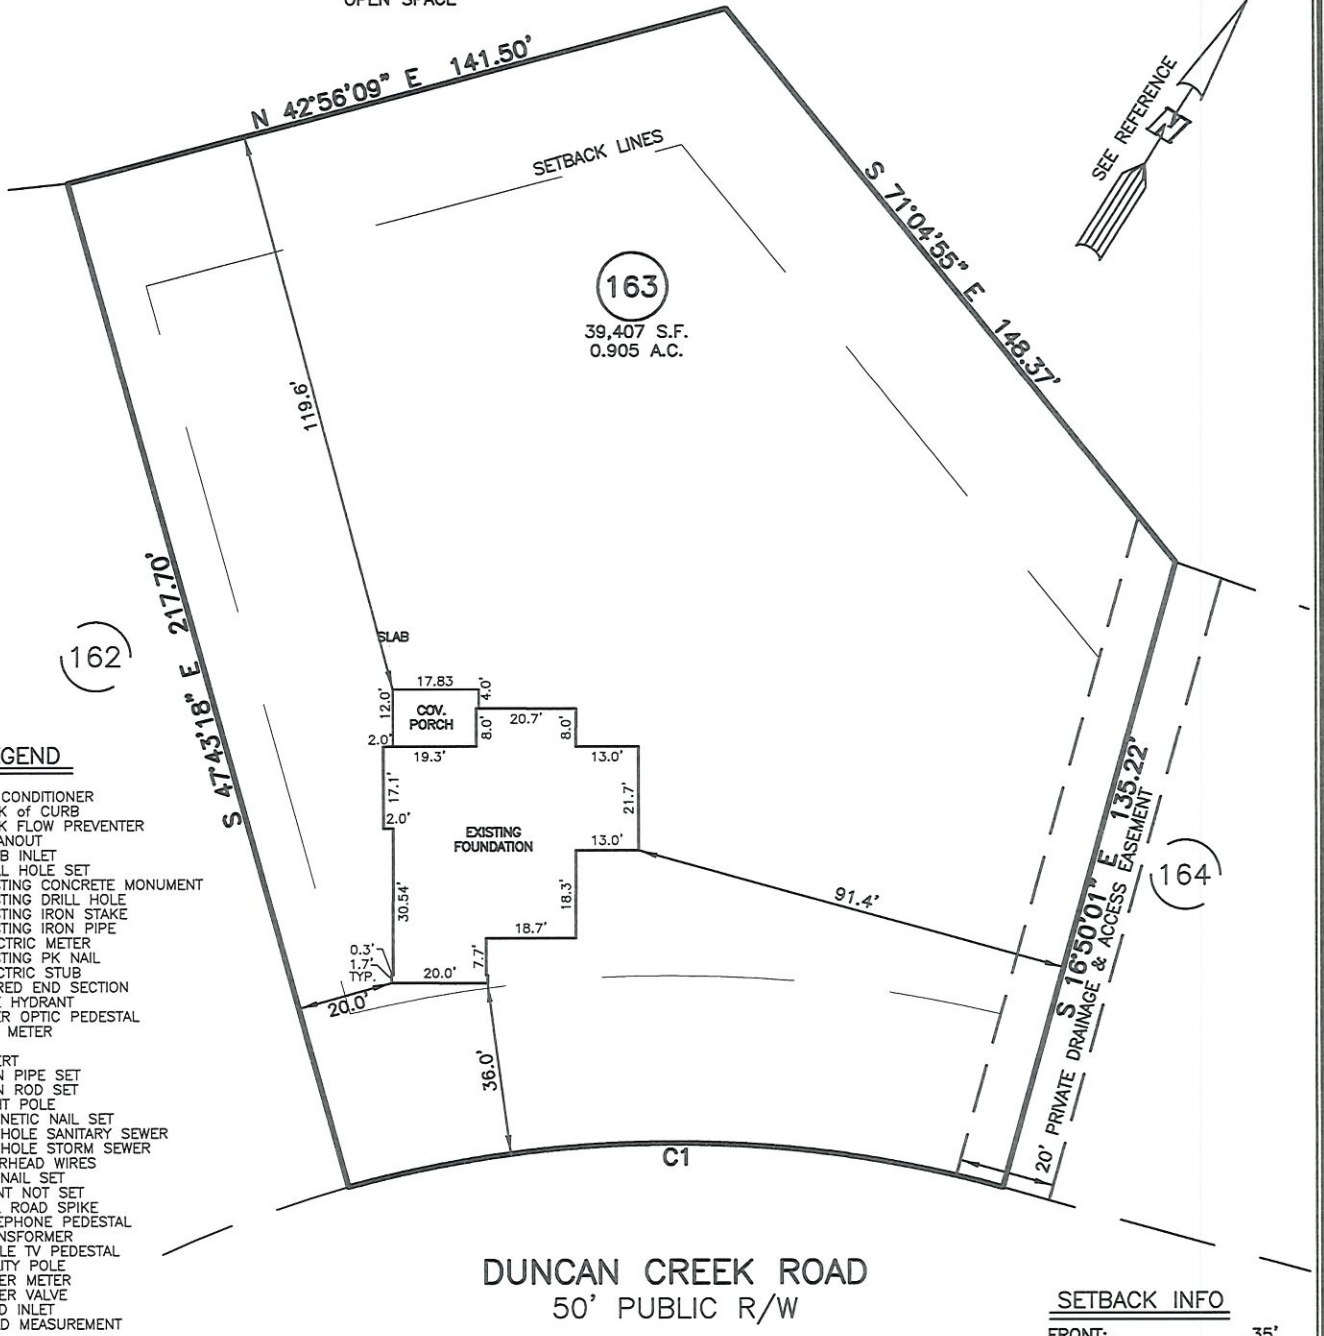 OPEN SPACE
N 42°56'09" E 141.50'
SEE REFERENCE
N
SETBACK LINES
S 71°04'55" E 148.37'
163
39,407 S.F.
0.905 A.C.
119.6'
S 47°43'18" E 217.70'
162
SLAB
17.83
4.0'
12.0'
COV.
PORCH
8.0'
20.7'
8.0'
2.0'
19.3'
13.0'
17.1'
21.7'
2.0'
EXISTING
FOUNDATION
13.0'
91.4'
30.54'
18.3'
18.7'
0.3'
1.7'
TYP.
20.0'
7.7'
20.0'
36.0'
S 16°50'01" E 135.22'
20' PRIVATE DRAINAGE & ACCESS EASEMENT
164
C1
DUNCAN CREEK ROAD
50' PUBLIC R/W
GEND
CONDITIONER
K of CURB
K FLOW PREVENTER
ANOUT
B INLET
L HOLE SET
STING CONCRETE MONUMENT
STING DRILL HOLE
STING IRON STAKE
STING IRON PIPE
CTRIC METER
STING PK NAIL
CTRIC STUB
RED END SECTION
E HYDRANT
ER OPTIC PEDESTAL
METER
ERT
N PIPE SET
N ROD SET
HT POLE
NETIC NAIL SET
HOLE SANITARY SEWER
HOLE STORM SEWER
RHEAD WIRES
NAIL SET
NT NOT SET
L ROAD SPIKE
EPHONE PEDESTAL
NSFORMER
LE TV PEDESTAL
ITY POLE
ER METER
ER VALVE
D INLET
D MEASUREMENT
SETBACK INFO
FRONT: 35'